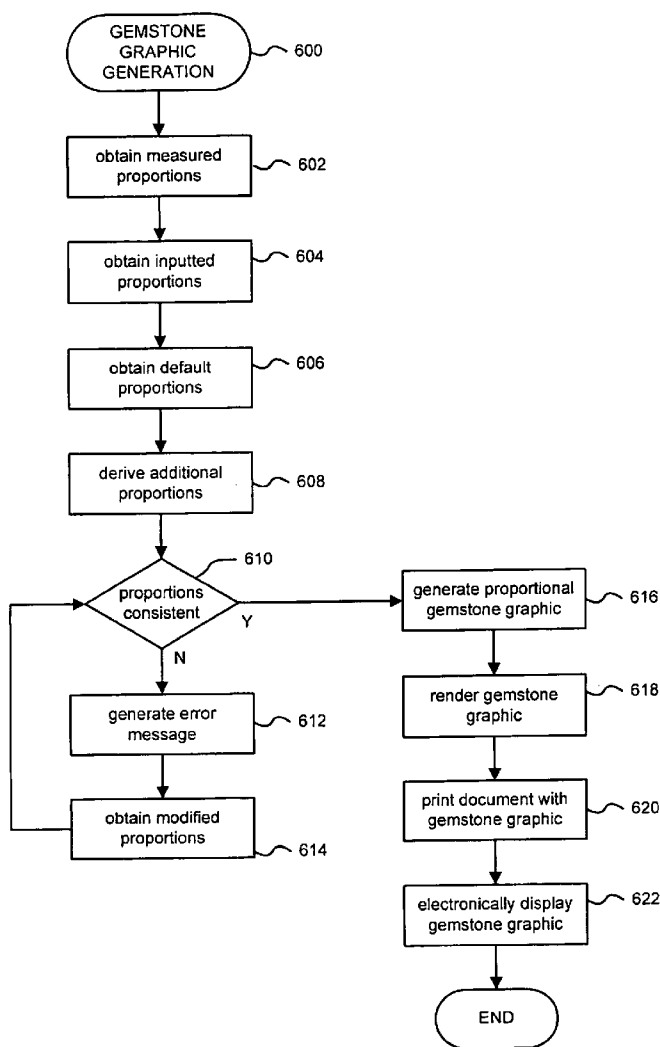 GEMSTONE
GRAPHIC
GENERATION
600
obtain measured
proportions
602
obtain inputted
proportions
604
obtain default
proportions
606
derive additional
proportions
608
610
proportions
consistent
Y
N
generate error
message
612
obtain modified
proportions
614
generate proportional
gemstone graphic
616
render gemstone
graphic
618
print document with
gemstone graphic
620
electronically display
gemstone graphic
622
END